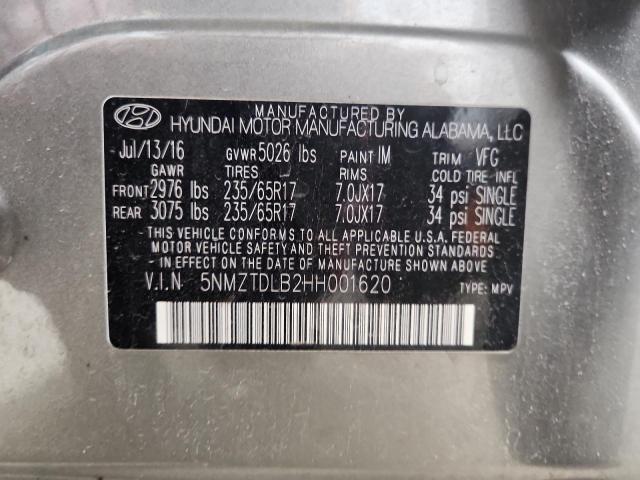 MANUFACTURED BY
HYUNDAI MOTOR MANUFACTURING ALABAMA, LLC
Jul/13/16 GVWR 5026 lbs PAINT IM TRIM VFG
GAWR TIRES RIMS COLD TIRE INFL
FRONT 2976 lbs 235/65R17 7.0JX17 34 psi SINGLE
REAR 3075 lbs 235/65R17 7.0JX17 34 psi SINGLE
THIS VEHICLE CONFORMS TO ALL APPLICABLE U.S.A. FEDERAL
MOTOR VEHICLE SAFETY AND THEFT PREVENTION STANDARDS
IN EFFECT ON THE DATE OF MANUFACTURE SHOWN ABOVE.
V.I.N 5NMZTDLB2HH001620 TYPE: MPV